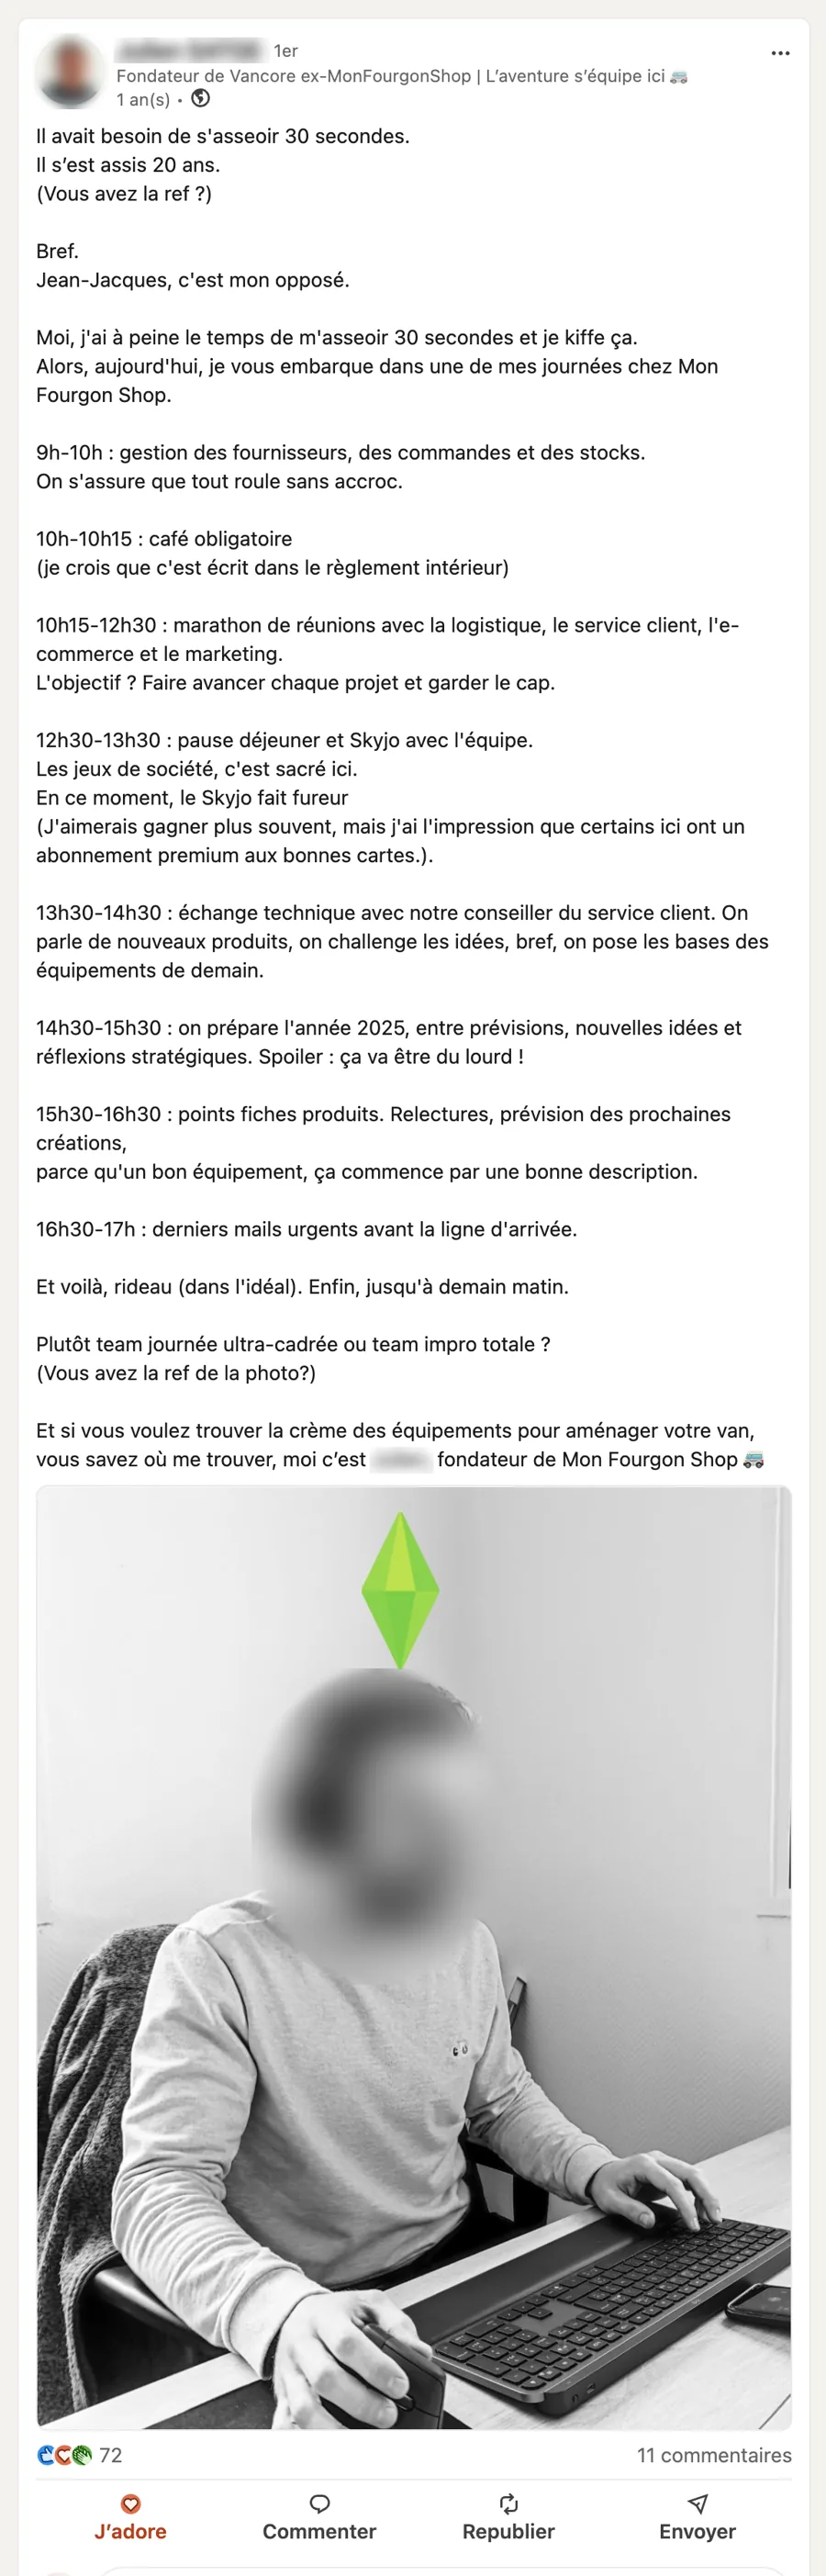 1er
Fondateur de Vancore ex-MonFourgonShop | L’aventure s’équipe ici 🚐
1 an(s) •
Il avait besoin de s'asseoir 30 secondes.
Il s’est assis 20 ans.
(Vous avez la ref ?)
Bref.
Jean-Jacques, c'est mon opposé.
Moi, j'ai à peine le temps de m'asseoir 30 secondes et je kiffe ça.
Alors, aujourd'hui, je vous embarque dans une de mes journées chez Mon
Fourgon Shop.
9h-10h : gestion des fournisseurs, des commandes et des stocks.
On s'assure que tout roule sans accroc.
10h-10h15 : café obligatoire
(je crois que c'est écrit dans le règlement intérieur)
10h15-12h30 : marathon de réunions avec la logistique, le service client, l'e-
commerce et le marketing.
L'objectif ? Faire avancer chaque projet et garder le cap.
12h30-13h30 : pause déjeuner et Skyjo avec l'équipe.
Les jeux de société, c'est sacré ici.
En ce moment, le Skyjo fait fureur
(J'aimerais gagner plus souvent, mais j'ai l'impression que certains ici ont un
abonnement premium aux bonnes cartes.).
13h30-14h30 : échange technique avec notre conseiller du service client. On
parle de nouveaux produits, on challenge les idées, bref, on pose les bases des
équipements de demain.
14h30-15h30 : on prépare l'année 2025, entre prévisions, nouvelles idées et
réflexions stratégiques. Spoiler : ça va être du lourd !
15h30-16h30 : points fiches produits. Relectures, prévision des prochaines
créations,
parce qu'un bon équipement, ça commence par une bonne description.
16h30-17h : derniers mails urgents avant la ligne d'arrivée.
Et voilà, rideau (dans l'idéal). Enfin, jusqu'à demain matin.
Plutôt team journée ultra-cadrée ou team impro totale ?
(Vous avez la ref de la photo?)
Et si vous voulez trouver la crème des équipements pour aménager votre van,
vous savez où me trouver, moi c’est fondateur de Mon Fourgon Shop 🚐
72
11 commentaires
J’adore
Commenter
Republier
Envoyer